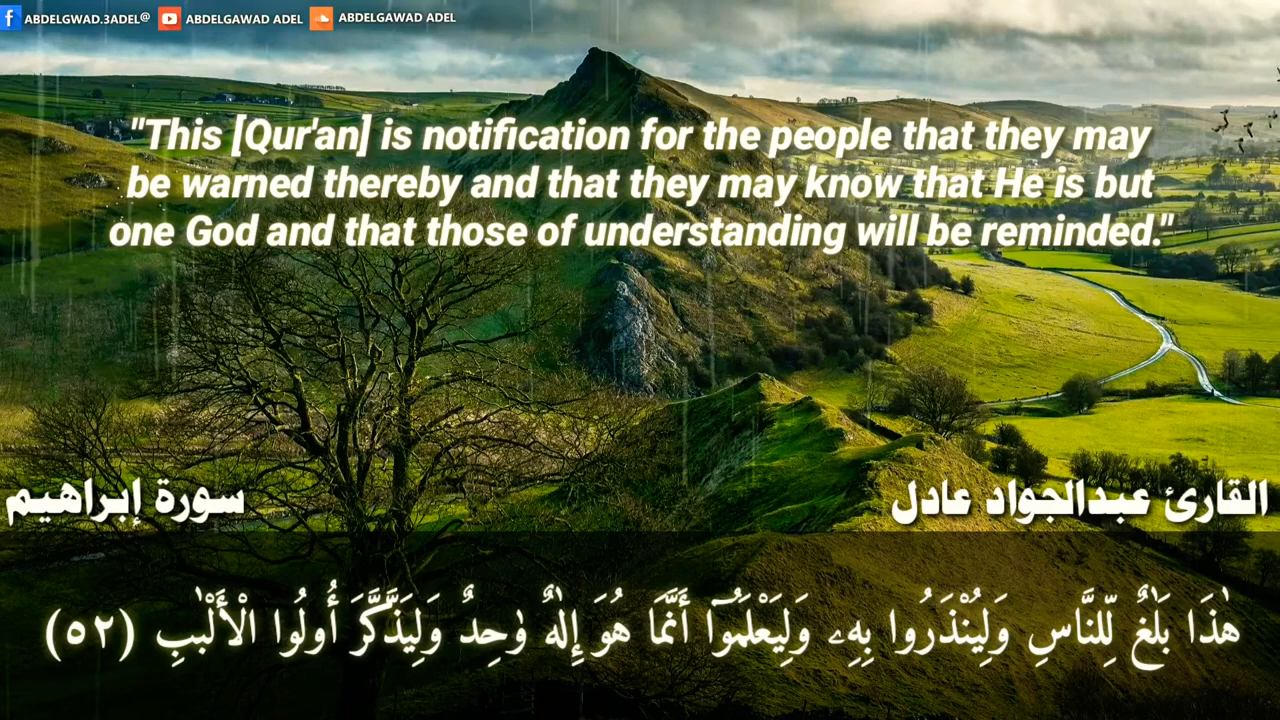 ABDELGWAD.3ADEL@ ABDELGAWAD ADEL ABDELGAWAD ADEL
"This [Qur'an] is notification for the people that they may
be warned thereby and that they may know that He is but
one God and that those of understanding will be reminded."
القارئ عبدالجواد عادل
سورة إبراهيم
هٰذَا بَلٰغٌ لِّلنَّاسِ وَلِيُنْذَرُوا بِهِۦ وَلِيَعْلَمُوٓا أَنَّمَا هُوَ إِلٰهٌ وٰحِدٌ وَلِيَذَّكَّرَ أُولُوا الْأَلْبٰبِ (٥٢)